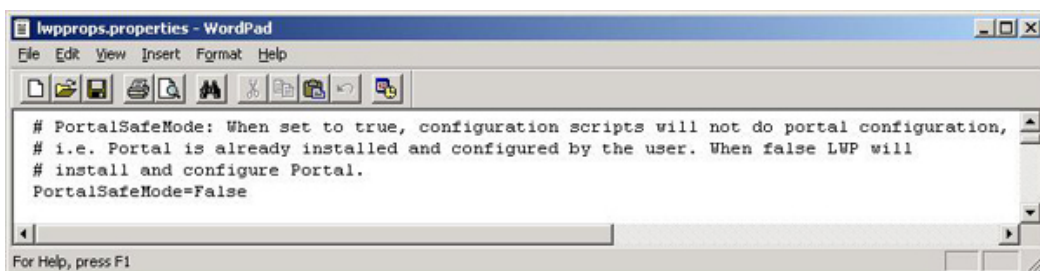 lwpprops.properties - WordPad
File Edit View Insert Format Help
# PortalSafeMode: When set to true, configuration scripts will not do portal configuration,
# i.e. Portal is already installed and configured by the user. When false LWP will
# install and configure Portal.
PortalSafeMode=False
For Help, press F1